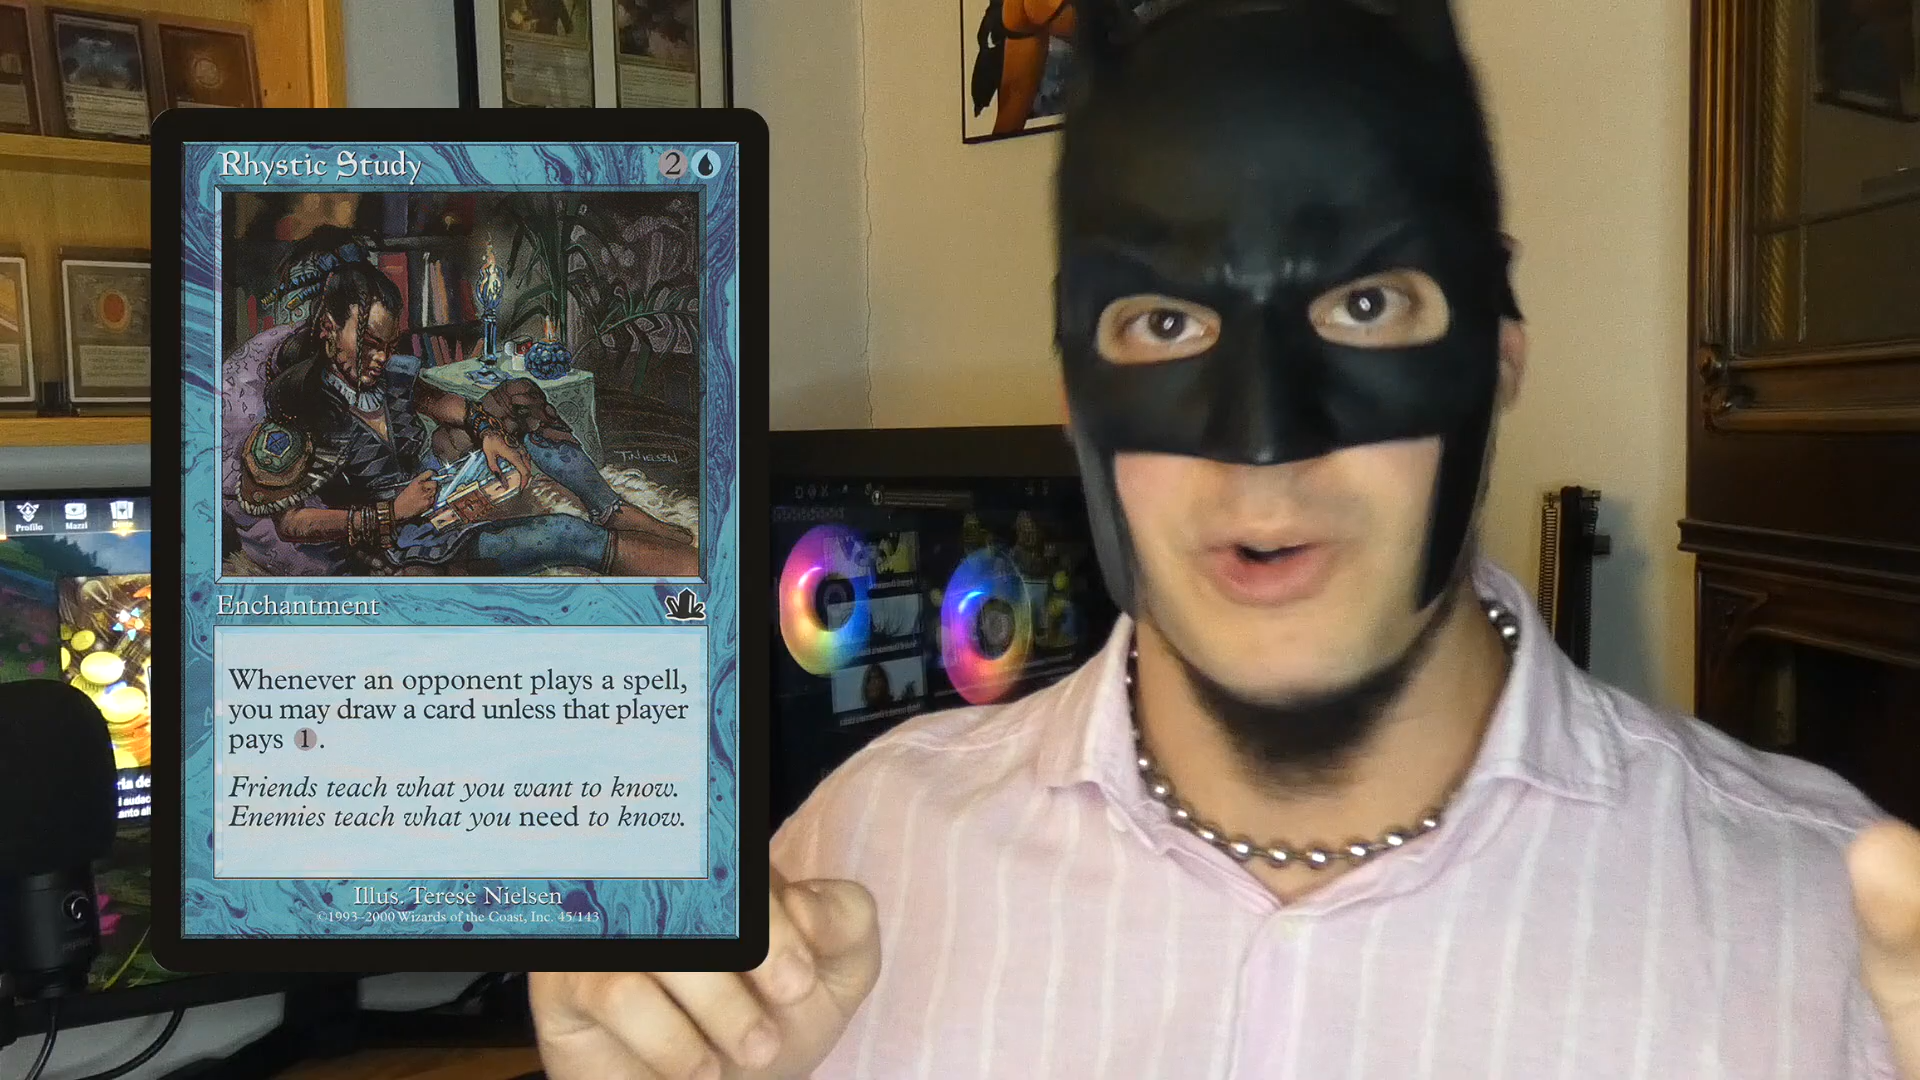 Rhystic Study 2
T. NIELSEN
Enchantment
Whenever an opponent plays a spell,
you may draw a card unless that player
pays 1.
Friends teach what you want to know.
Enemies teach what you need to know.
Illus. Terese Nielsen
©1993–2000 Wizards of the Coast, Inc. 45/143
Profilo
Mazzi